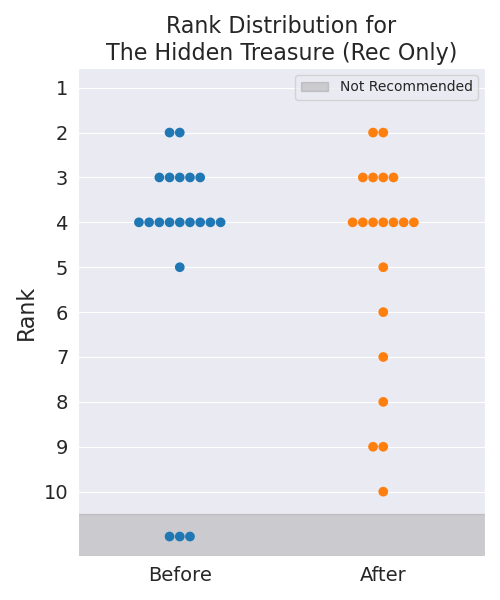 Rank Distribution for
The Hidden Treasure (Rec Only)
Not Recommended
Rank
1
2
3
4
5
6
7
8
9
10
Before After